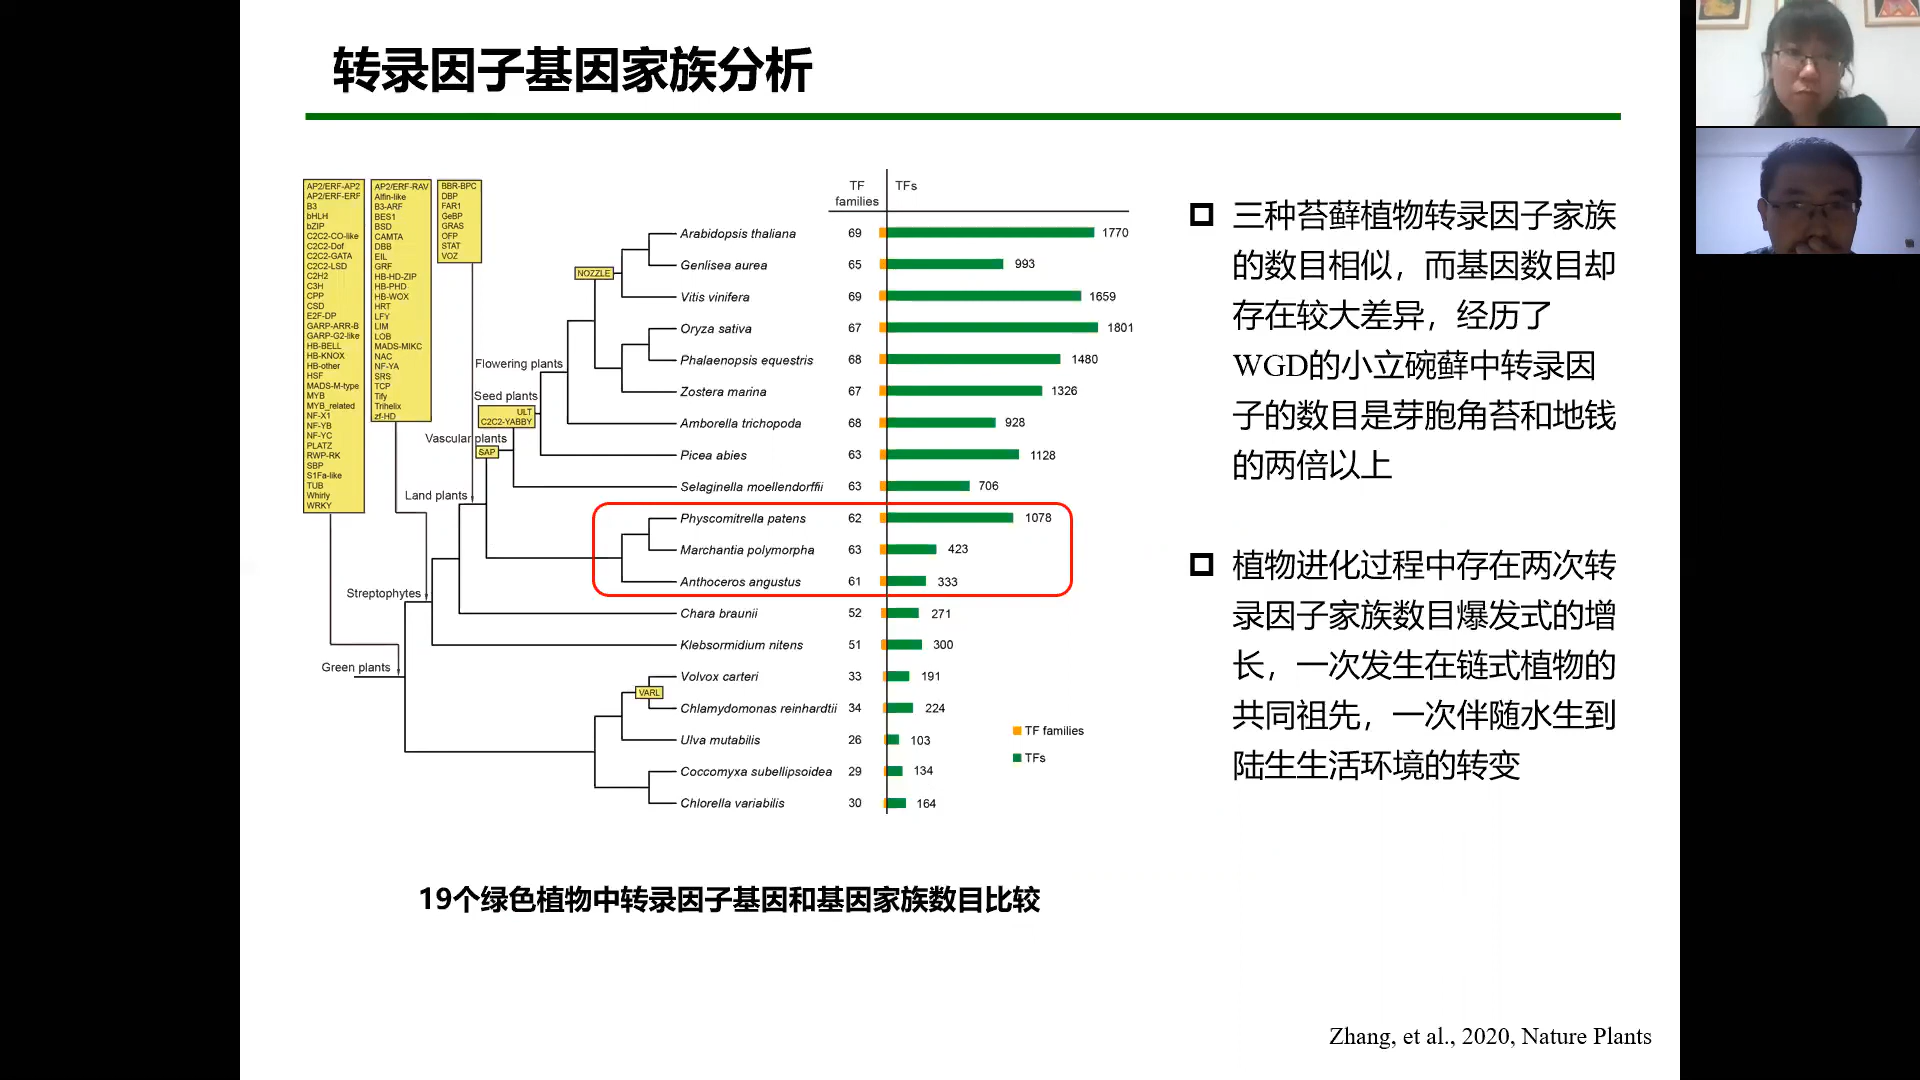 转录因子基因家族分析
AP2/ERF-AP2
AP2/ERF-ERF
B3
bHLH
bZIP
C2C2-CO-like
C2C2-Dof
C2C2-GATA
C2C2-LSD
C2H2
C3H
CPP
CSD
E2F-DP
GARP-ARR-B
GARP-G2-like
HB-BELL
HB-KNOX
HB-other
HSF
MADS-M-type
MYB
MYB_related
NF-X1
NF-YB
NF-YC
PLATZ
RWP-RK
SBP
S1Fa-like
TUB
Whirly
WRKY
AP2/ERF-RAV
Alfin-like
B3-ARF
BES1
BSD
CAMTA
DBB
EIL
GRF
HB-HD-ZIP
HB-PHD
HB-WOX
HRT
LFY
LIM
LOB
MADS-MIKC
NAC
NF-YA
SRS
TCP
Tify
Trihelix
zf-HD
BBR-BPC
DBP
FAR1
GeBP
GRAS
OFP
STAT
VOZ
NOZZLE
Flowering plants
Seed plants
ULT
C2C2-YABBY
Vascular plants
SAP
Land plants
Streptophytes
Green plants
VARL
TF families TFs
Arabidopsis thaliana 69 1770
Genlisea aurea 65 993
Vitis vinifera 69 1659
Oryza sativa 67 1801
Phalaenopsis equestris 68 1480
Zostera marina 67 1326
Amborella trichopoda 68 928
Picea abies 63 1128
Selaginella moellendorffii 63 706
Physcomitrella patens 62 1078
Marchantia polymorpha 63 423
Anthoceros angustus 61 333
Chara braunii 52 271
Klebsormidium nitens 51 300
Volvox carteri 33 191
Chlamydomonas reinhardtii 34 224
Ulva mutabilis 26 103
Coccomyxa subellipsoidea 29 134
Chlorella variabilis 30 164
TF families
TFs
19个绿色植物中转录因子基因和基因家族数目比较
三种苔藓植物转录因子家族
的数目相似，而基因数目却
存在较大差异，经历了
WGD的小立碗藓中转录因
子的数目是芽胞角苔和地钱
的两倍以上
植物进化过程中存在两次转
录因子家族数目爆发式的增
长，一次发生在链式植物的
共同祖先，一次伴随水生到
陆生生活环境的转变
Zhang, et al., 2020, Nature Plants